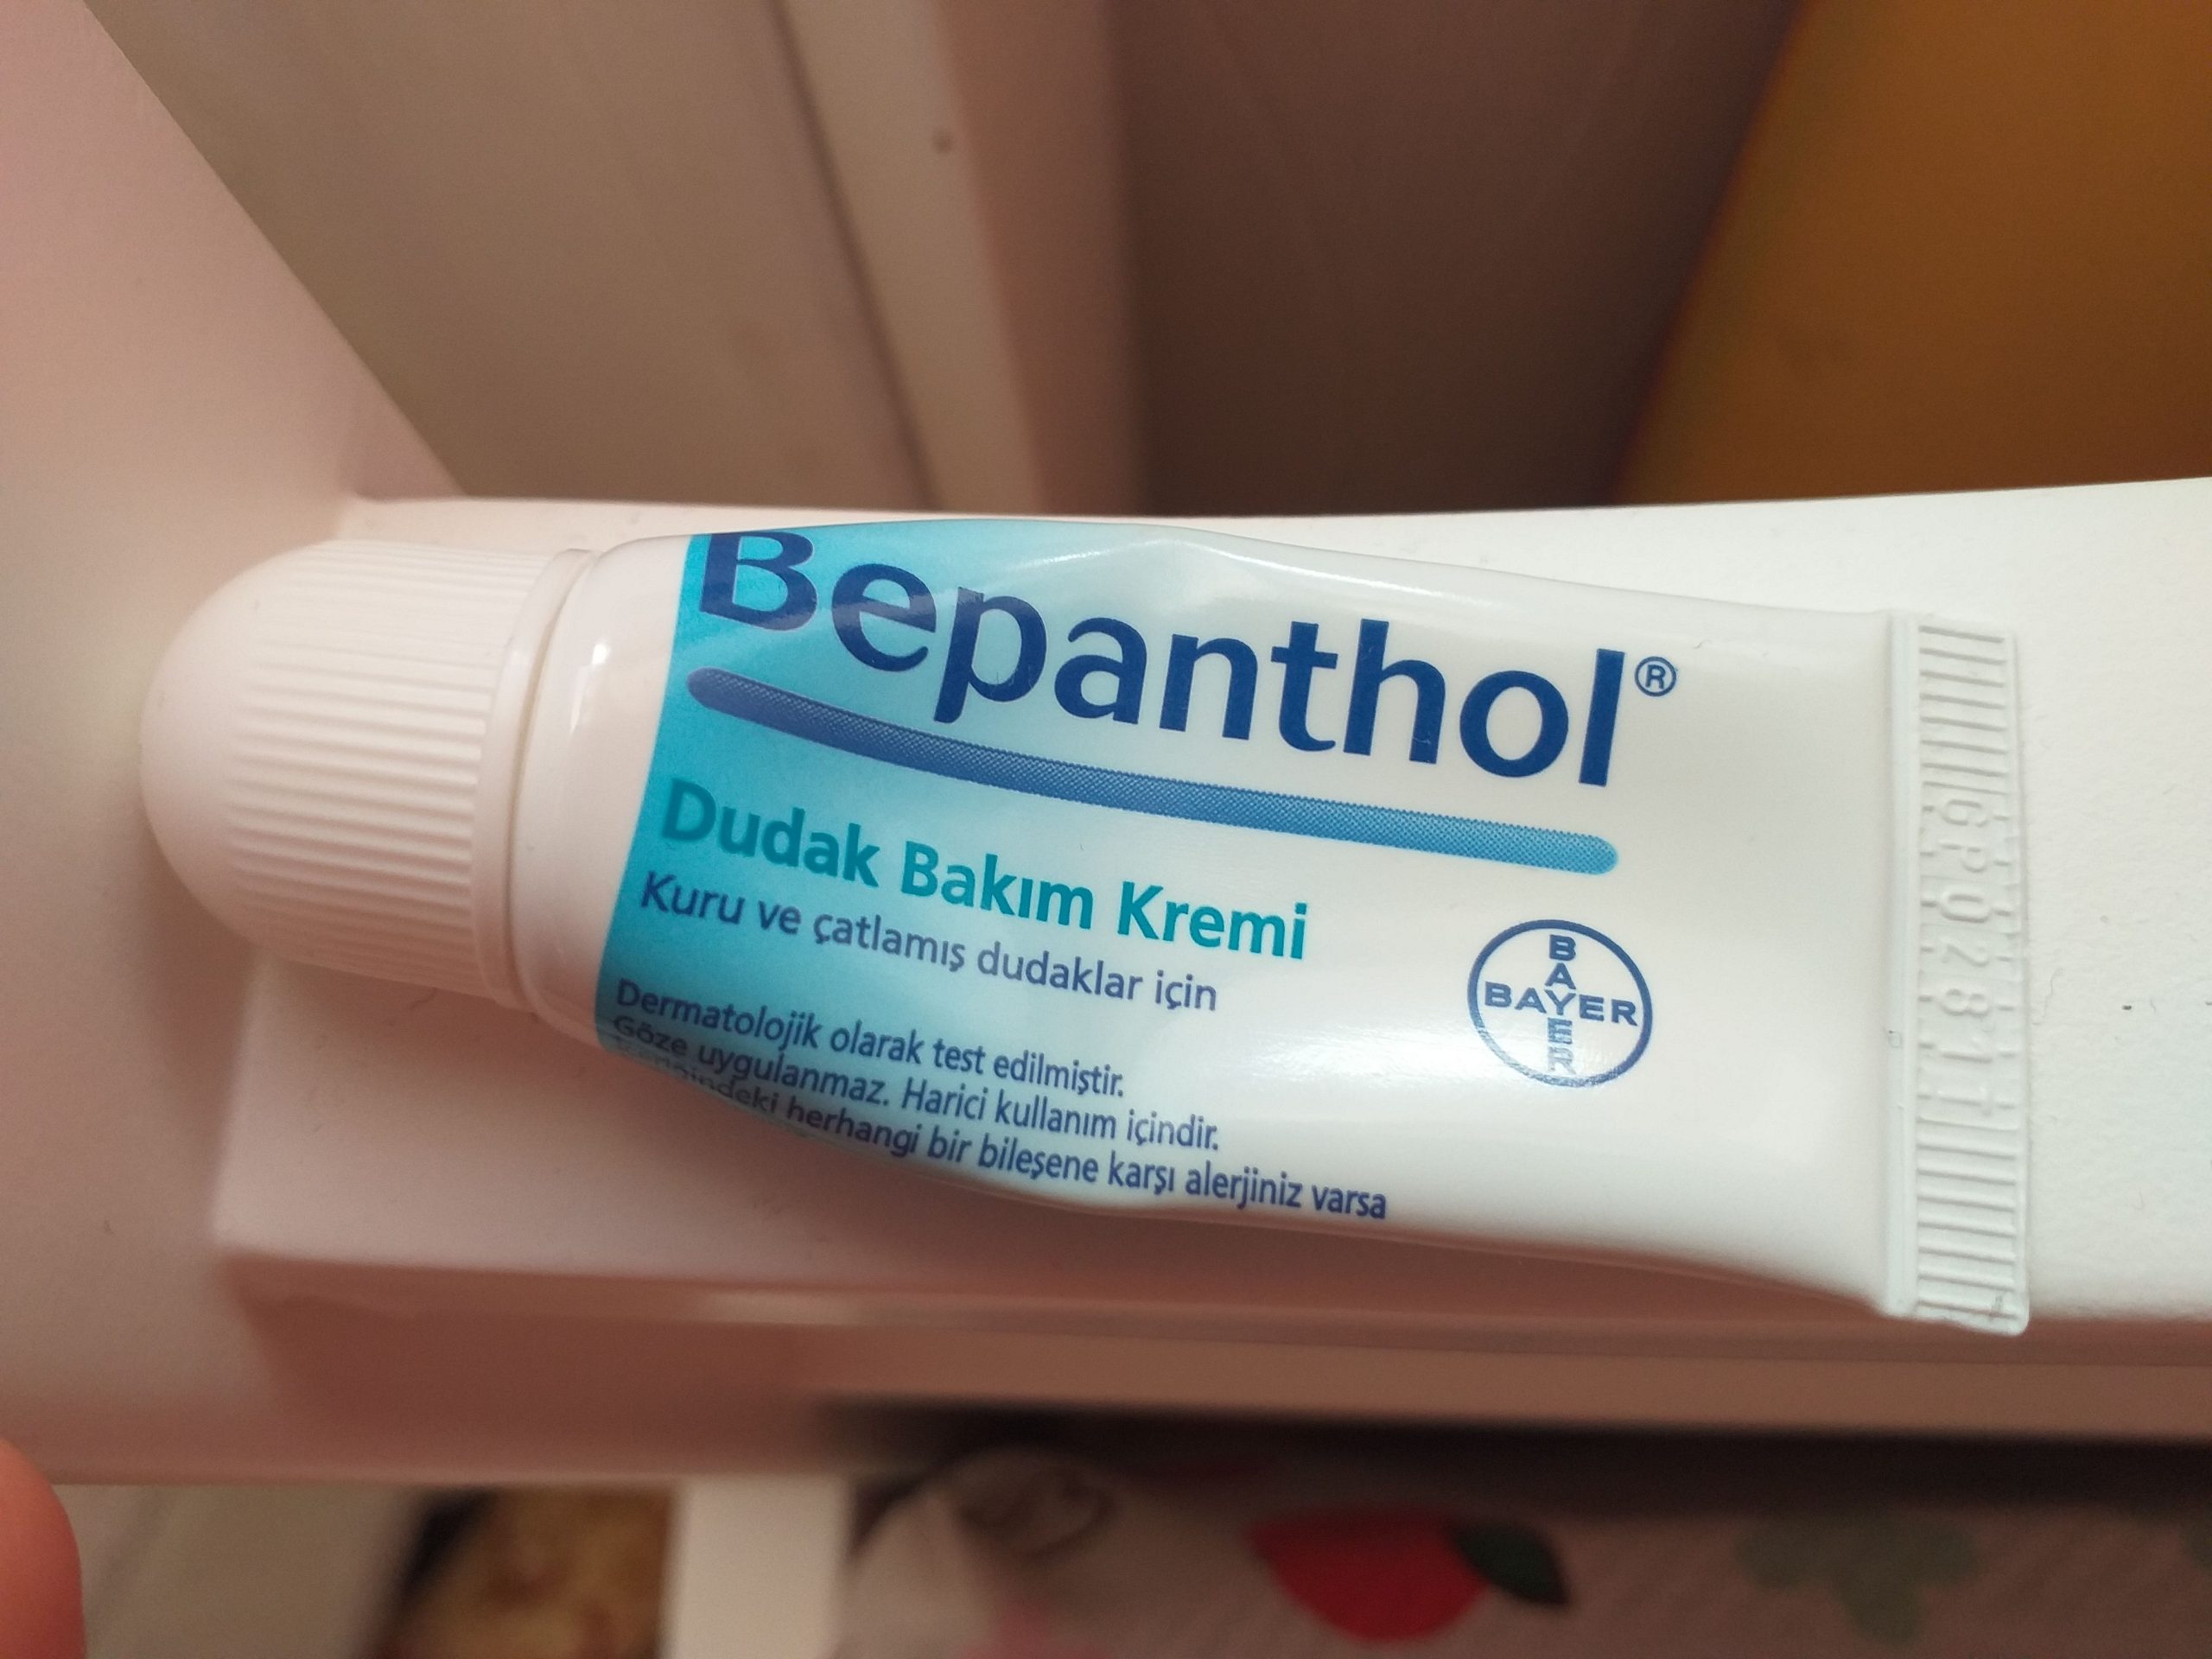 Bepanthol®
Dudak Bakım Kremi
Kuru ve çatlamış dudaklar için
Dermatolojik olarak test edilmiştir.
Göze uygulanmaz. Harici kullanım içindir.
herhangi bir bileşene karşı alerjiniz varsa
BAYER
BAYER